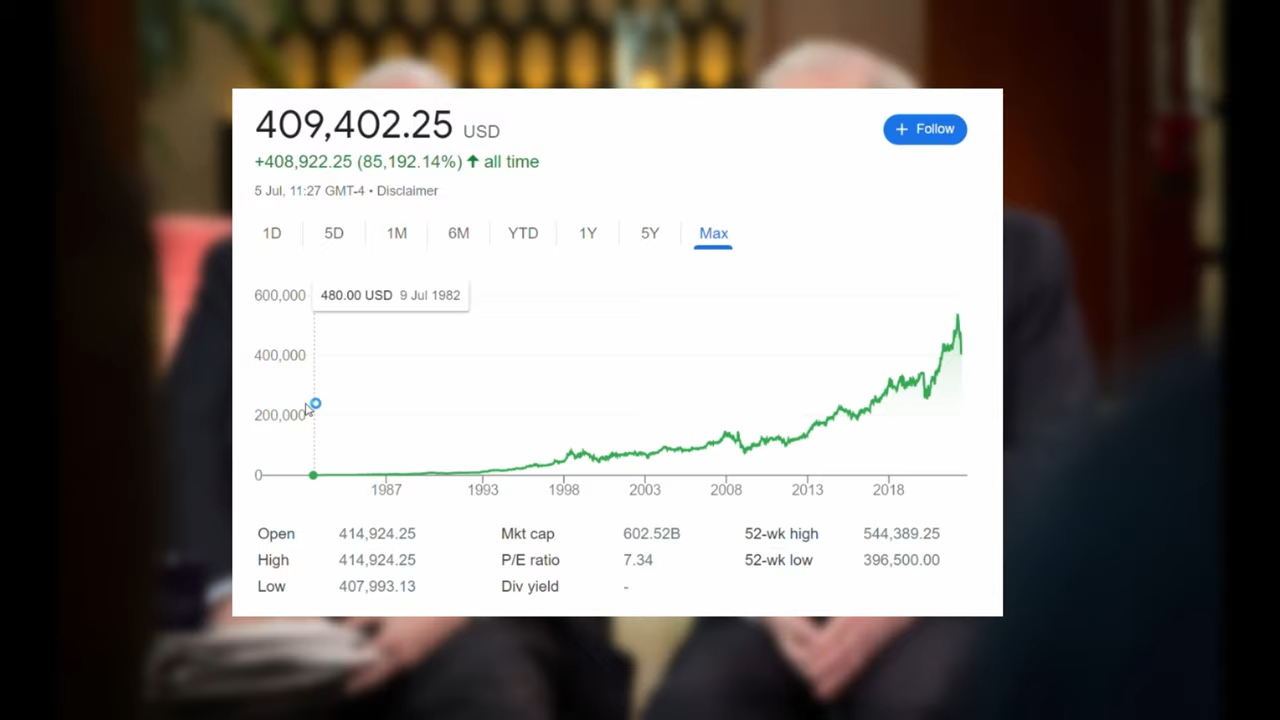 409,402.25 USD
+ Follow
+408,922.25 (85,192.14%) ↑ all time
5 Jul, 11:27 GMT-4 • Disclaimer
1D 5D 1M 6M YTD 1Y 5Y Max
600,000
480.00 USD 9 Jul 1982
400,000
200,000
0
1987 1993 1998 2003 2008 2013 2018
Open 414,924.25 Mkt cap 602.52B 52-wk high 544,389.25
High 414,924.25 P/E ratio 7.34 52-wk low 396,500.00
Low 407,993.13 Div yield -